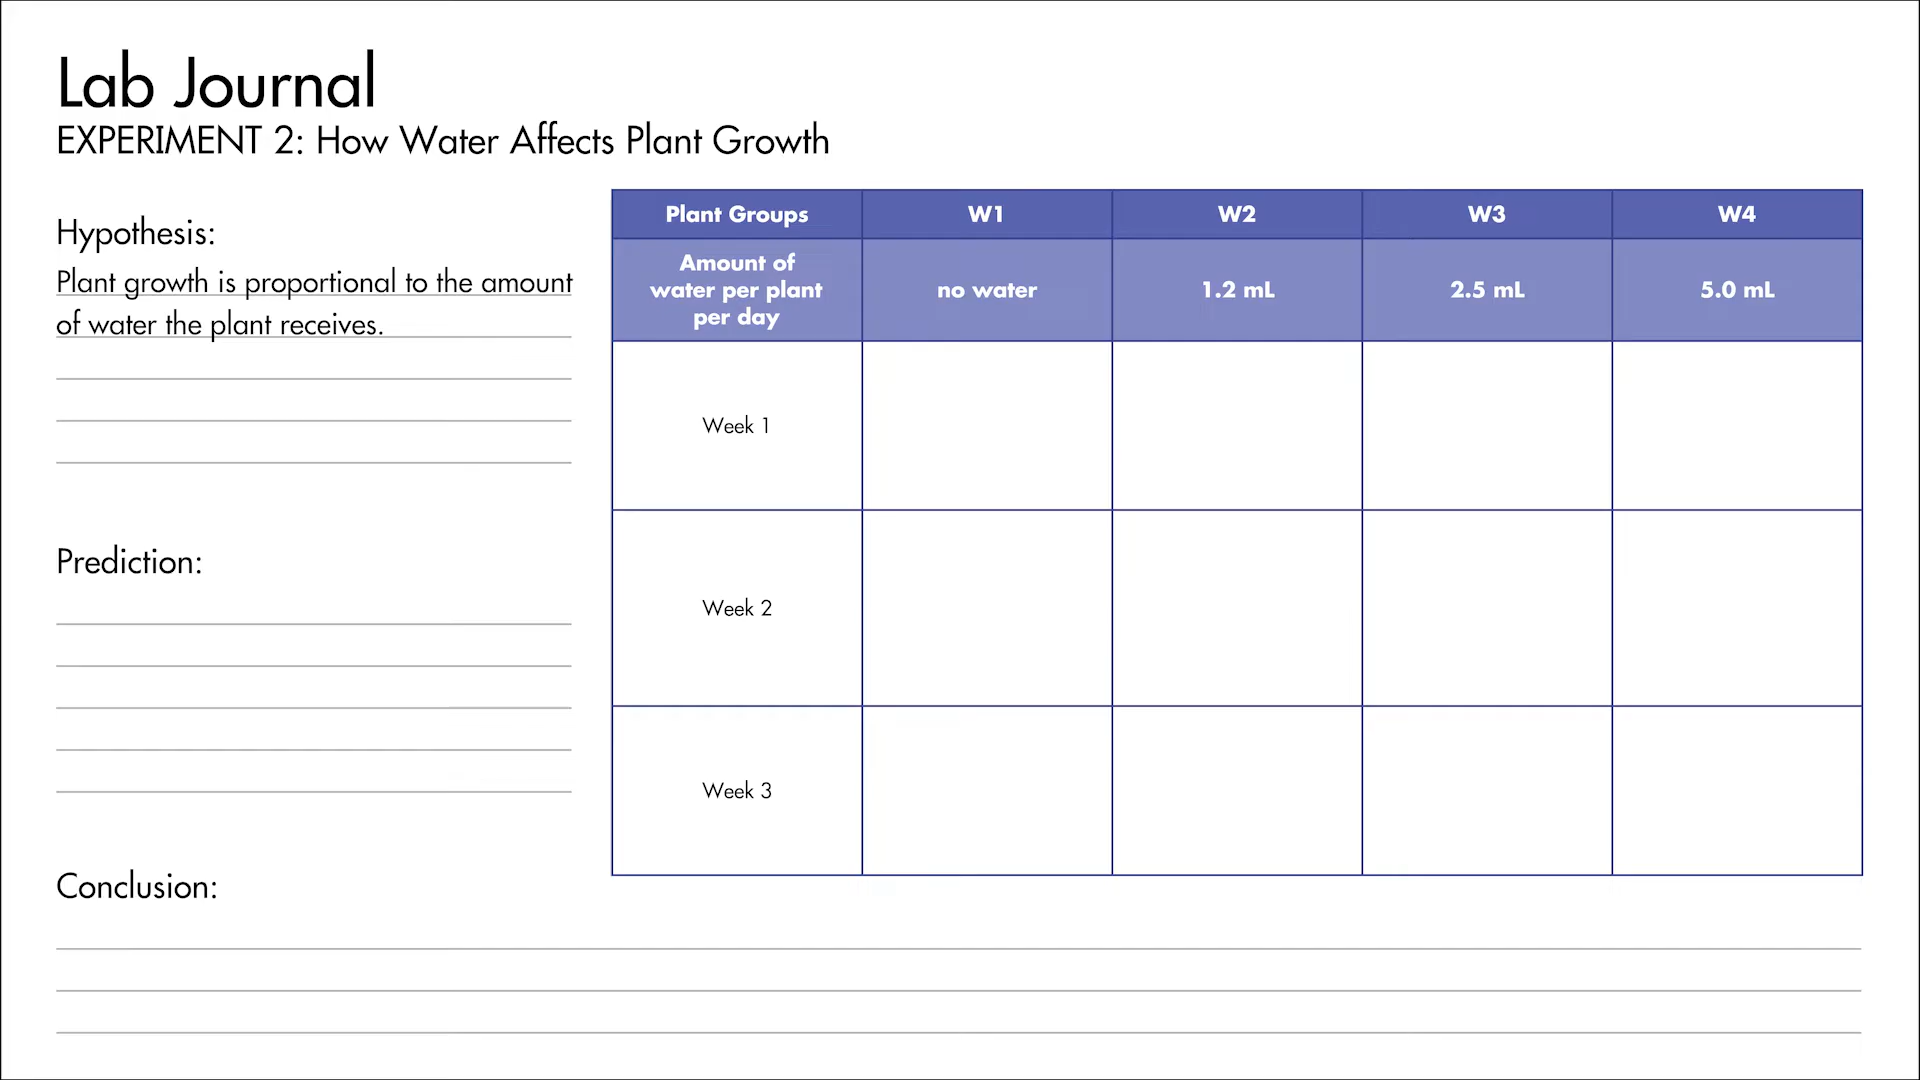 Lab Journal
EXPERIMENT 2: How Water Affects Plant Growth
Hypothesis:
Plant growth is proportional to the amount
of water the plant receives.
Prediction:
Conclusion:
Plant Groups W1 W2 W3 W4
Amount of
water per plant
per day
no water 1.2 mL 2.5 mL 5.0 mL
Week 1
Week 2
Week 3